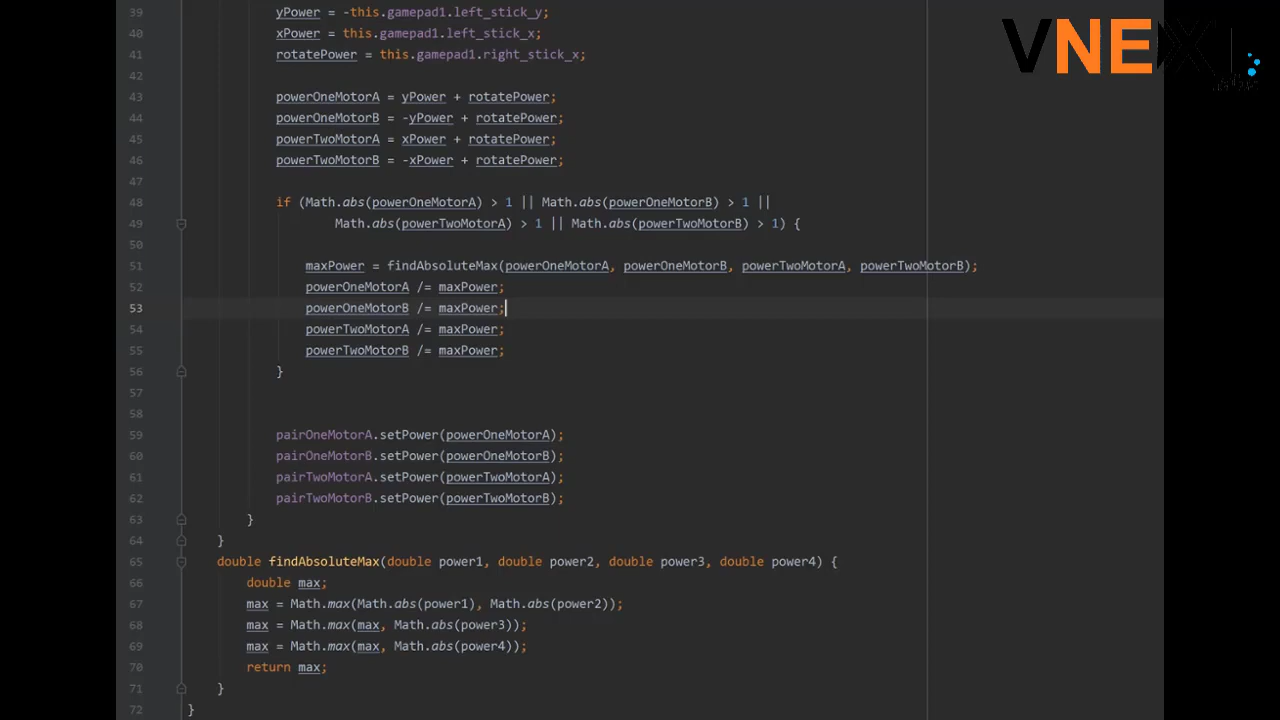 VNEXT
39 yPower = -this.gamepad1.left_stick_y;
40 xPower = this.gamepad1.left_stick_x;
41 rotatePower = this.gamepad1.right_stick_x;
42
43 powerOneMotorA = yPower + rotatePower;
44 powerOneMotorB = -yPower + rotatePower;
45 powerTwoMotorA = xPower + rotatePower;
46 powerTwoMotorB = -xPower + rotatePower;
47
48 if (Math.abs(powerOneMotorA) > 1 || Math.abs(powerOneMotorB) > 1 ||
49 Math.abs(powerTwoMotorA) > 1 || Math.abs(powerTwoMotorB) > 1) {
50
51 maxPower = findAbsoluteMax(powerOneMotorA, powerOneMotorB, powerTwoMotorA, powerTwoMotorB);
52 powerOneMotorA /= maxPower;
53 powerOneMotorB /= maxPower;
54 powerTwoMotorA /= maxPower;
55 powerTwoMotorB /= maxPower;
56 }
57
58
59 pairOneMotorA.setPower(powerOneMotorA);
60 pairOneMotorB.setPower(powerOneMotorB);
61 pairTwoMotorA.setPower(powerTwoMotorA);
62 pairTwoMotorB.setPower(powerTwoMotorB);
63 }
64 }
65 double findAbsoluteMax(double power1, double power2, double power3, double power4) {
66 double max;
67 max = Math.max(Math.abs(power1), Math.abs(power2));
68 max = Math.max(max, Math.abs(power3));
69 max = Math.max(max, Math.abs(power4));
70 return max;
71 }
72 }